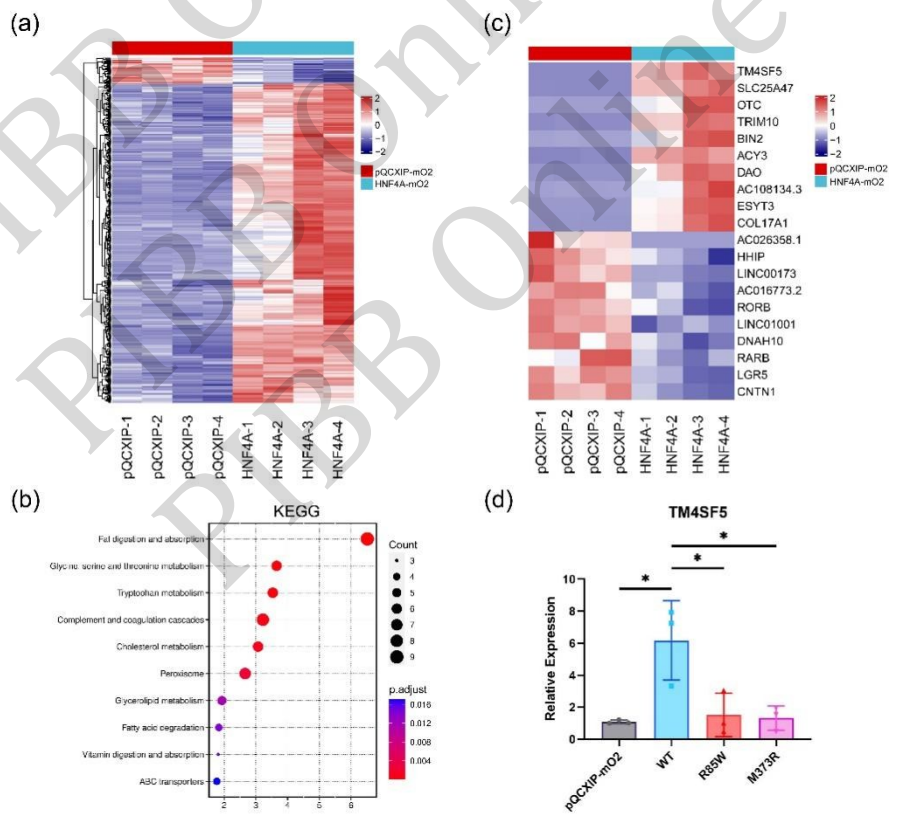 (a)
2
1
0
−1
−2
pQCXIP-mO2
HNF4A-mO2
pQCXIP-1
pQCXIP-2
pQCXIP-3
pQCXIP-4
HNF4A-1
HNF4A-2
HNF4A-3
HNF4A-4
(c)
TM4SF5
SLC25A47
OTC
TRIM10
BIN2
ACY3
DAO
AC108134.3
ESYT3
COL17A1
AC026358.1
HHIP
LINC00173
AC016773.2
RORB
LINC01001
DNAH10
RARB
LGR5
CNTN1
2
1
0
−1
−2
pQCXIP-mO2
HNF4A-mO2
pQCXIP-1
pQCXIP-2
pQCXIP-3
pQCXIP-4
HNF4A-1
HNF4A-2
HNF4A-3
HNF4A-4
(b)
KEGG
Fat digestion and absorption
Glycine, serine and threonine metabolism
Tryptophan metabolism
Complement and coagulation cascades
Cholesterol metabolism
Peroxisome
Glycerolipid metabolism
Fatty acid degradation
Vitamin digestion and absorption
ABC transporters
2 3 4 5 6
Count
3
4
5
6
7
8
9
p.adjust
0.016
0.012
0.008
0.004
(d)
TM4SF5
*
*
*
Relative Expression
10
8
6
4
2
0
pQCXIP-mO2
WT
R85W
M373R
PIBB Online
PIBB Online